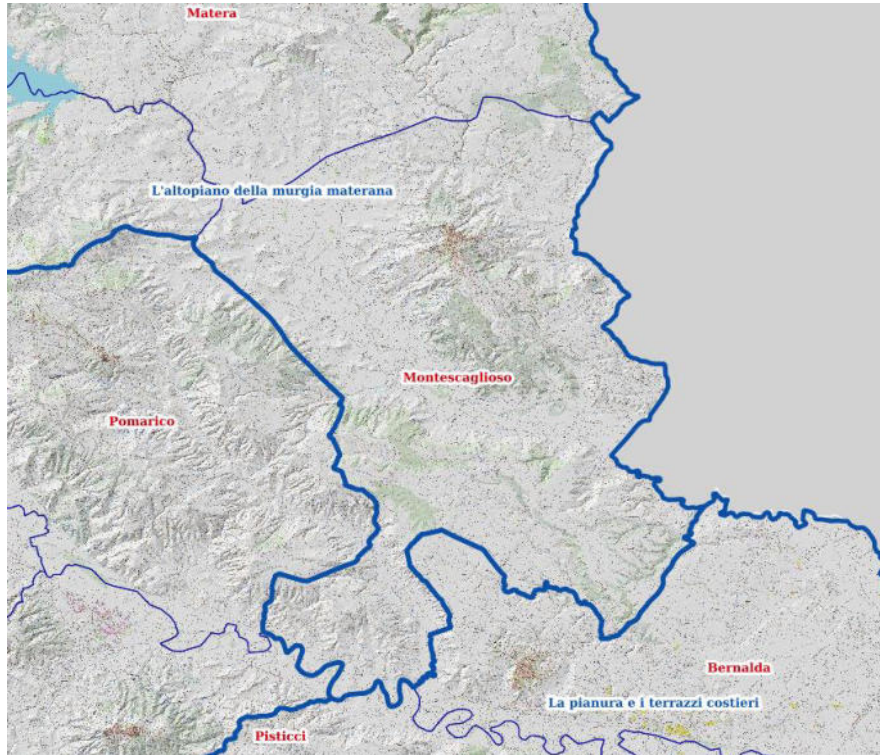 Matera
L'altopiano della murgia materana
Montescaglioso
Pomarico
Bernalda
La pianura e i terrazzi costieri
Pisticci